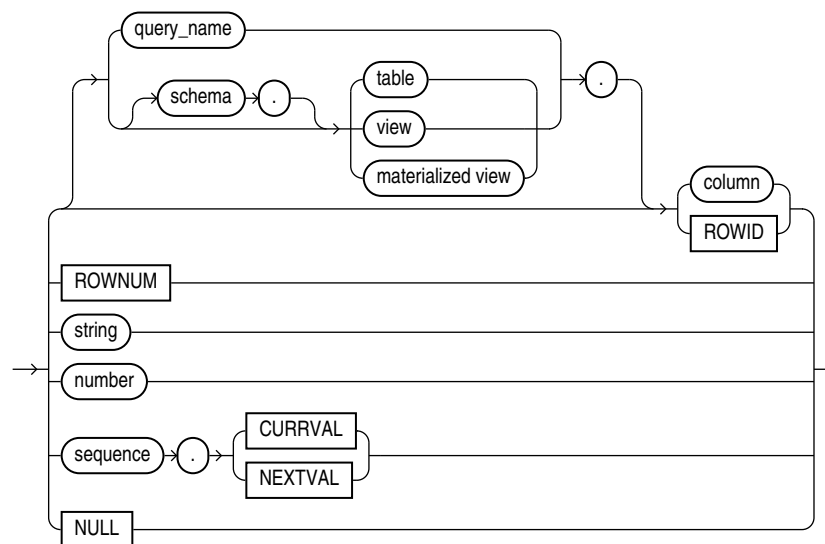 query_name
schema .
table
view
materialized view
.
column
ROWID
ROWNUM
string
number
sequence .
CURRVAL
NEXTVAL
NULL